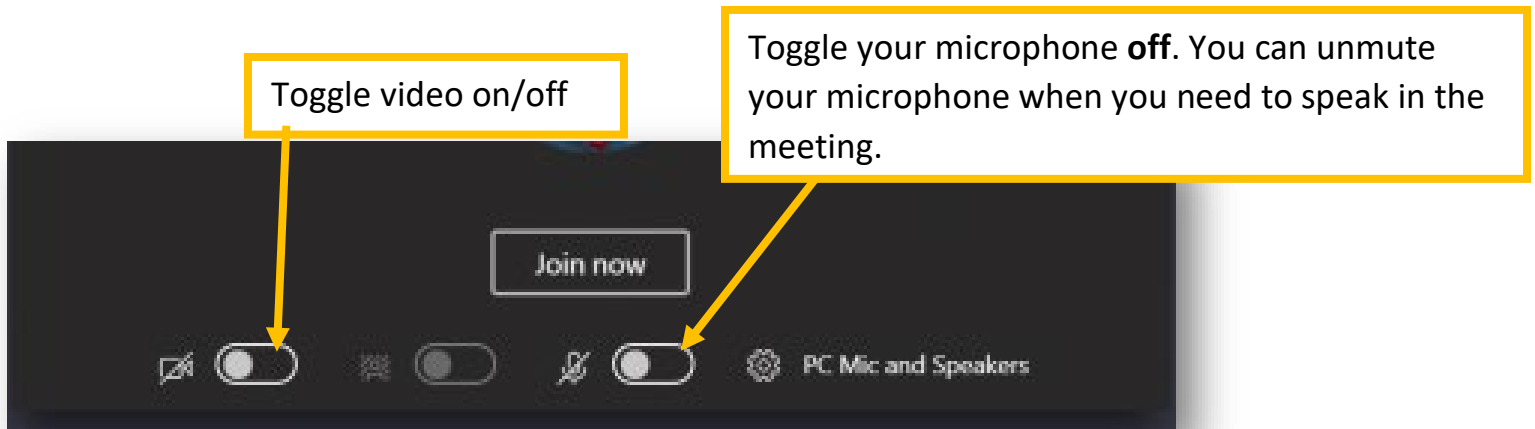 Toggle video on/off
Toggle your microphone off. You can unmute
your microphone when you need to speak in the
meeting.
Join now
PC Mic and Speakers